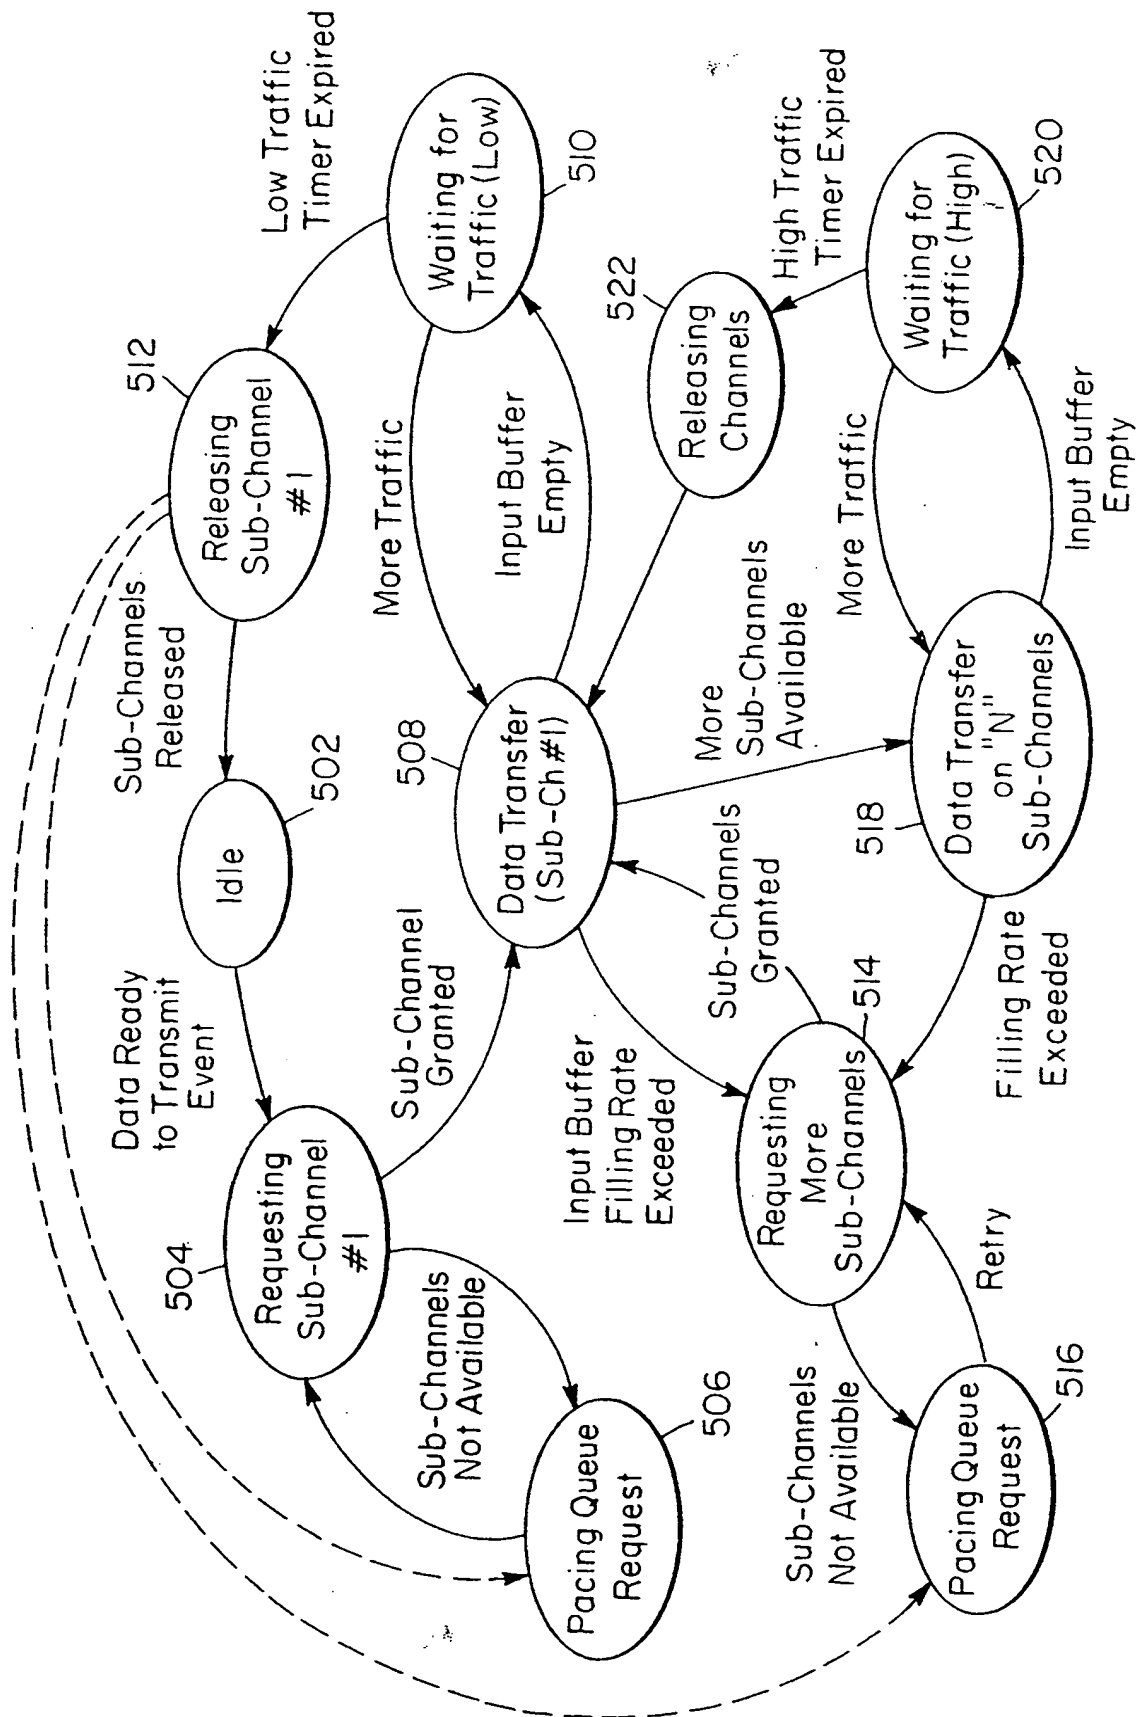 Data Ready
to Transmit
Event
Sub-Channels
Released
512
Low Traffic
Timer Expired
504
Requesting
Sub-Channel
#1
Idle
502
Releasing
Sub-Channel
#1
Sub-Channels
Not Available
Sub-Channel
Granted
508
More Traffic
Waiting for
Traffic (Low)
510
Pacing Queue
Request
506
Data Transfer
(Sub-Ch#1)
Input Buffer
Empty
Input Buffer
Filling Rate
Exceeded
Sub-Channels
Granted
More
Sub-Channels
Available
522
Releasing
Channels
High Traffic
Timer Expired
Requesting
More
Sub-Channels
514
518
More Traffic
Waiting for
Traffic (High)
520
Sub-Channels
Not Available
Retry
Filling Rate
Exceeded
Data Transfer
on "N"
Sub-Channels
Input Buffer
Empty
Pacing Queue
Request
516